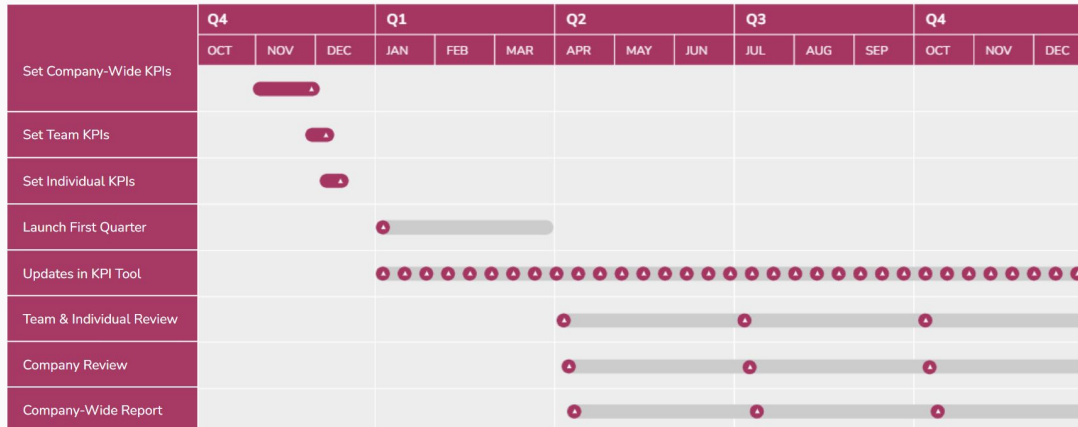 Q4 Q1 Q2 Q3 Q4
OCT NOV DEC JAN FEB MAR APR MAY JUN JUL AUG SEP OCT NOV DEC
Set Company-Wide KPIs
Set Team KPIs
Set Individual KPIs
Launch First Quarter
Updates in KPI Tool
Team & Individual Review
Company Review
Company-Wide Report